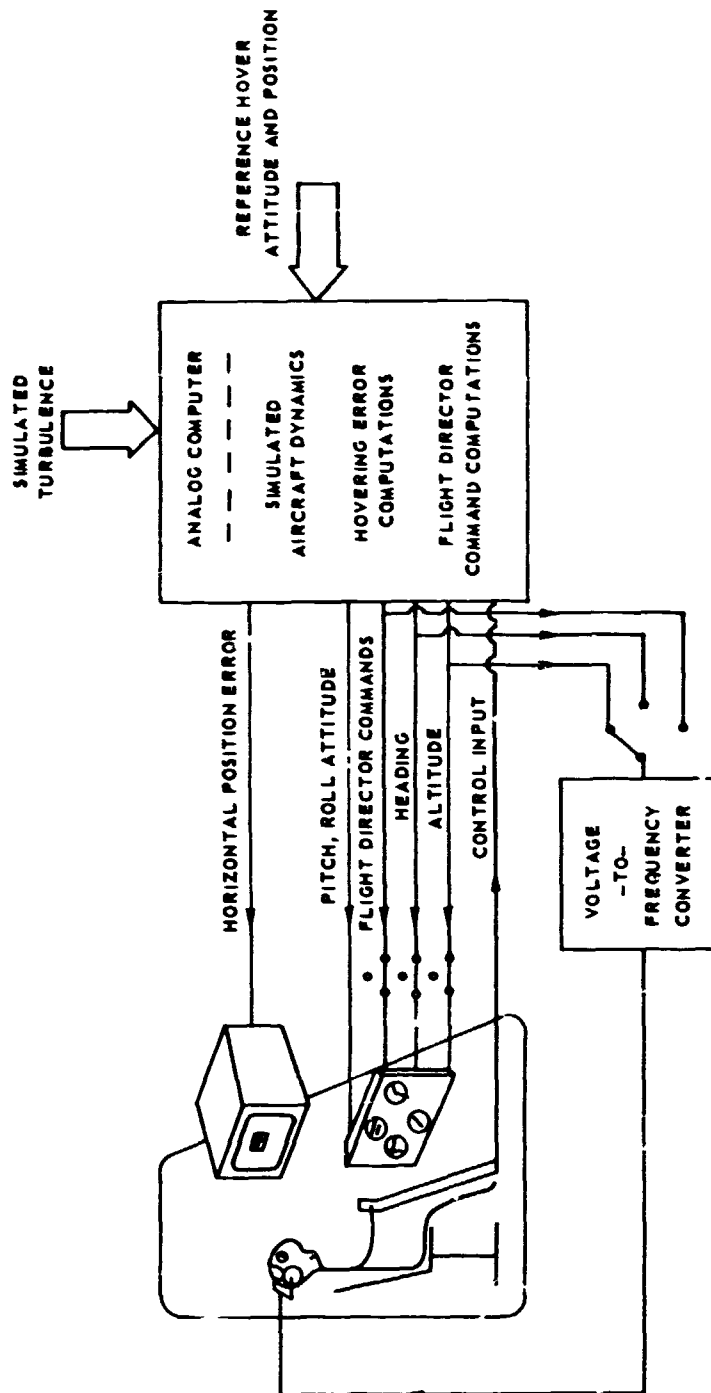 SIMULATED
TURBULENCE
REFERENCE HOVER
ATTITUDE AND POSITION
ANALOG COMPUTER
SIMULATED
AIRCRAFT DYNAMICS
HOVERING ERROR
COMPUTATIONS
FLIGHT DIRECTOR
COMMAND COMPUTATIONS
HORIZONTAL POSITION ERROR
PITCH, ROLL ATTITUDE
FLIGHT DIRECTOR COMMANDS
HEADING
ALTITUDE
CONTROL INPUT
VOLTAGE
-TO-
FREQUENCY
CONVERTER